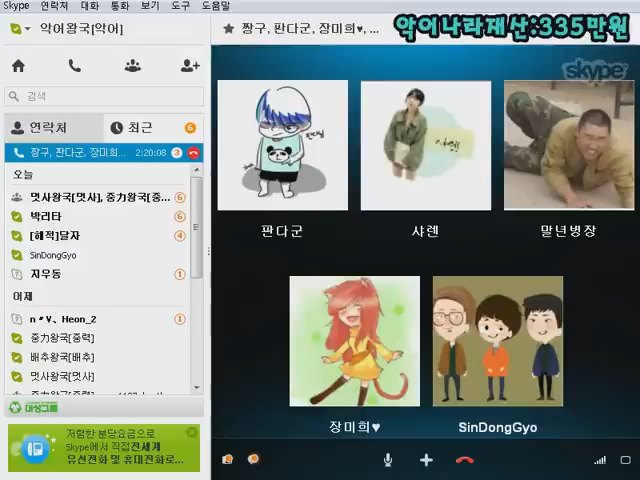 Skype 연락처 대화 통화 보기 도구 도움말
악어왕국[악어]
검색
연락처
최근 6
짱구, 판다군, 장미희... 2:20:08 3
오늘
멋사왕국[멋사], 중력왕국[중... 6
박리타 6
[해적]달자 4
SinDongGyo
지우동 1
어제
Heon_2 1
중력왕국[중력]
배추왕국[배추]
멋사왕국[멋사]
대성그룹
저렴한 분당요금으로
Skype에서 직접전세계
유선전화 및 휴대전화로...
짱구, 판다군, 장미희♥, ...
악어나라재산:335만원
skype
판다군
샤렌
말년병장
장미희♥
SinDongGyo